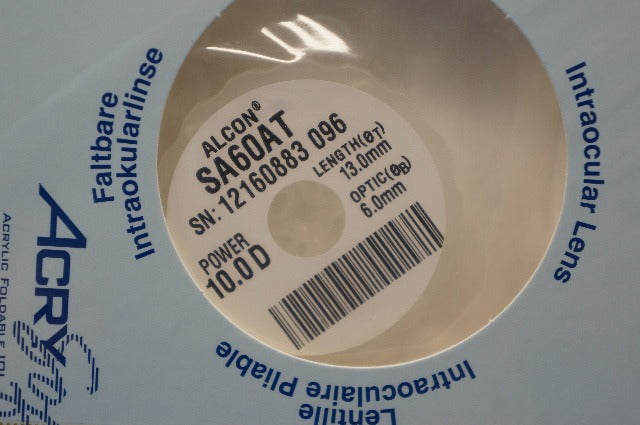 ALCON®
SA60AT
SN: 12160883 096
LENGTH(ØT)
13.0mm
OPTIC(ØB)
6.0mm
POWER
10.0 D
Faltbare
Intraokularlinse
Intraocular Lens
Lentille
Intraoculaire Pliable
ACRY
ACRYLIC FOLDABLE IOL